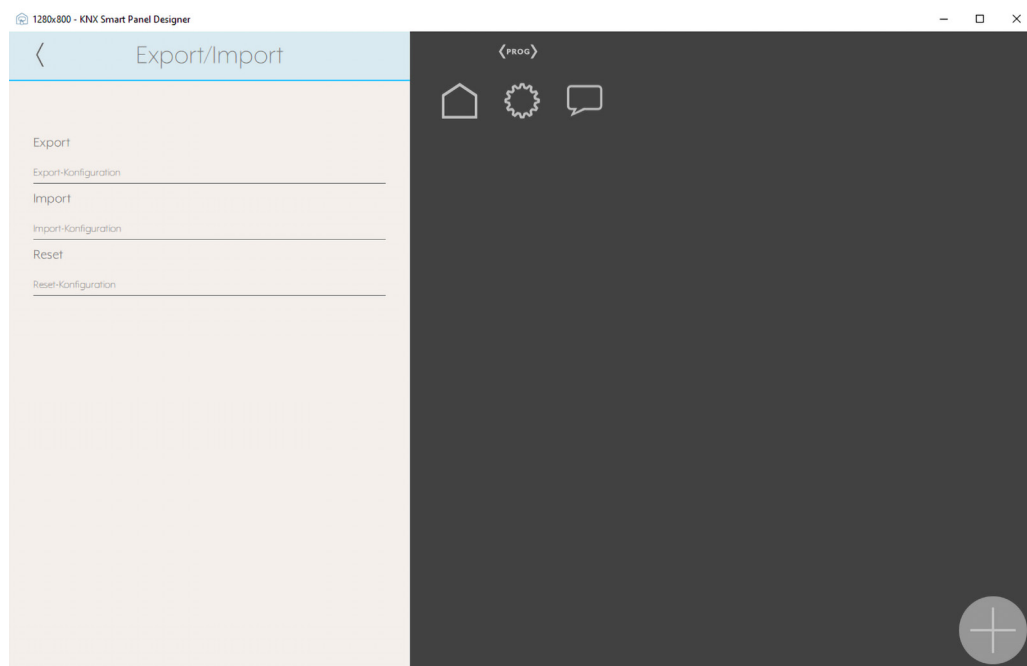 1280x800 - KNX Smart Panel Designer
Export/Import
PROG
Export
Export-Konfiguration
Import
Import-Konfiguration
Reset
Reset-Konfiguration